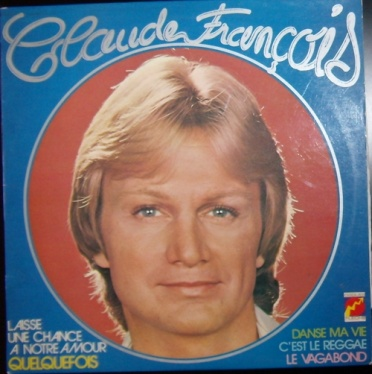 Claude François
LAISSE
UNE CHANCE
A NOTRE AMOUR
QUELQUEFOIS
DANSE MA VIE
C'EST LE REGGAE
LE VAGABOND